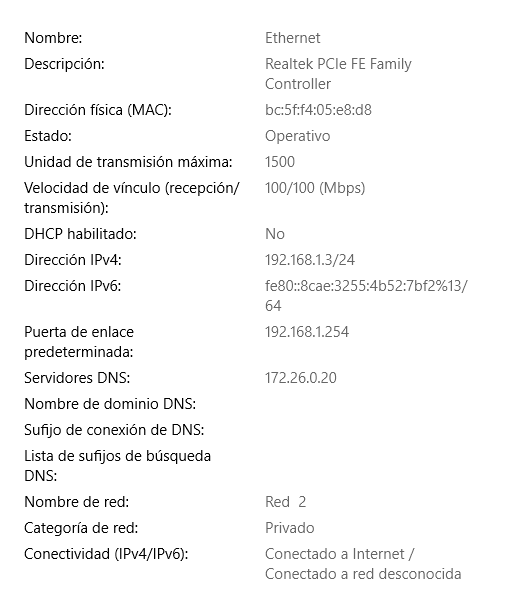 Nombre: Ethernet
Descripción: Realtek PCIe FE Family
Controller
Dirección física (MAC): bc:5f:f4:05:e8:d8
Estado: Operativo
Unidad de transmisión máxima: 1500
Velocidad de vínculo (recepción/ 100/100 (Mbps)
transmisión):
DHCP habilitado: No
Dirección IPv4: 192.168.1.3/24
Dirección IPv6: fe80::8cae:3255:4b52:7bf2%13/
64
Puerta de enlace 192.168.1.254
predeterminada:
Servidores DNS: 172.26.0.20
Nombre de dominio DNS:
Sufijo de conexión de DNS:
Lista de sufijos de búsqueda
DNS:
Nombre de red: Red  2
Categoría de red: Privado
Conectividad (IPv4/IPv6): Conectado a Internet /
Conectado a red desconocida